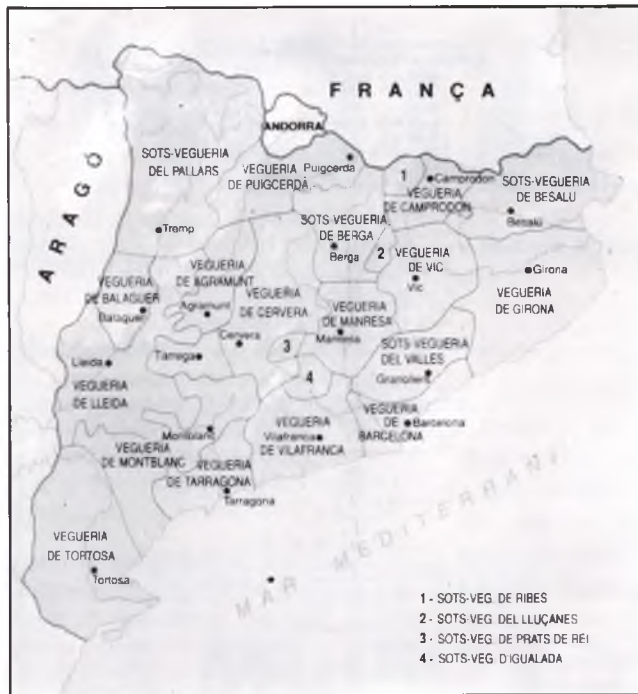 FRANÇA
ANDORRA
ARAGÓ
SOTS-VEGUERIA
DEL PALLARS
VEGUERIA
DE PUIGCERDÀ
Puigcerda
1
Camprodon
VEGUERIA
DE CAMPRODON
SOTS-VEGUERIA
DE BESALU
Besalú
Tremp
SOTS-VEGUERIA
DE BERGA
Berga
2
VEGUERIA
DE VIC
Vic
Girona
VEGUERIA
DE GIRONA
VEGUERIA
DE BALAGUER
Balaguer
VEGUERIA
DE AGRAMUNT
Agramunt
VEGUERIA
DE CERVERA
Cervera
VEGUERIA
DE MANRESA
Manresa
3
SOTS VEGUERIA
DEL VALLES
Granollers
Lleida
Tàrrega
VEGUERIA
DE LLEIDA
4
Montblanc
VEGUERIA
DE MONTBLANC
VEGUERIA
DE VILAFRANCA
Vilafranca
VEGUERIA
DE
BARCELONA
Barcelona
VEGUERIA
DE TARRAGONA
Tarragona
VEGUERIA
DE TORTOSA
Tortosa
MAR MEDITERRANI
1 - SOTS-VEG. DE RIBES
2 - SOTS-VEG. DEL LLUÇANES
3 - SOTS-VEG. DE PRATS DE REI
4 - SOTS-VEG. D'IGUALADA